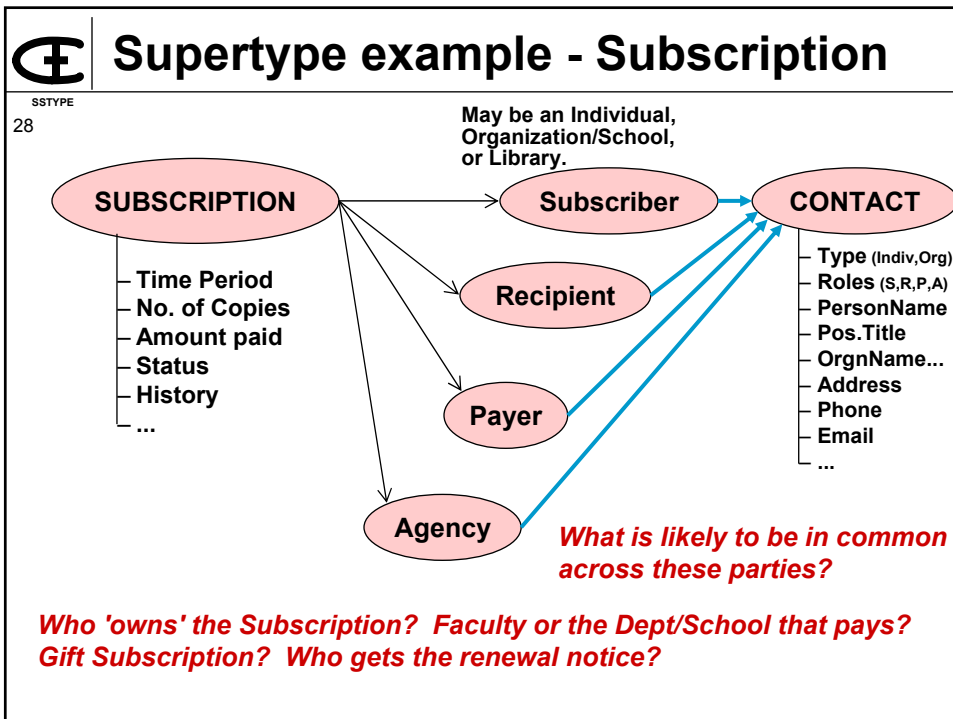 Supertype example - Subscription
SSTYPE
28
May be an Individual,
Organization/School,
or Library.
SUBSCRIPTION
Subscriber
CONTACT
Time Period
No. of Copies
Amount paid
Status
History
...
Recipient
Payer
Agency
Type (Indiv,Org)
Roles (S,R,P,A)
PersonName
Pos.Title
OrgnName...
Address
Phone
Email
...
What is likely to be in common
across these parties?
Who 'owns' the Subscription? Faculty or the Dept/School that pays?
Gift Subscription? Who gets the renewal notice?